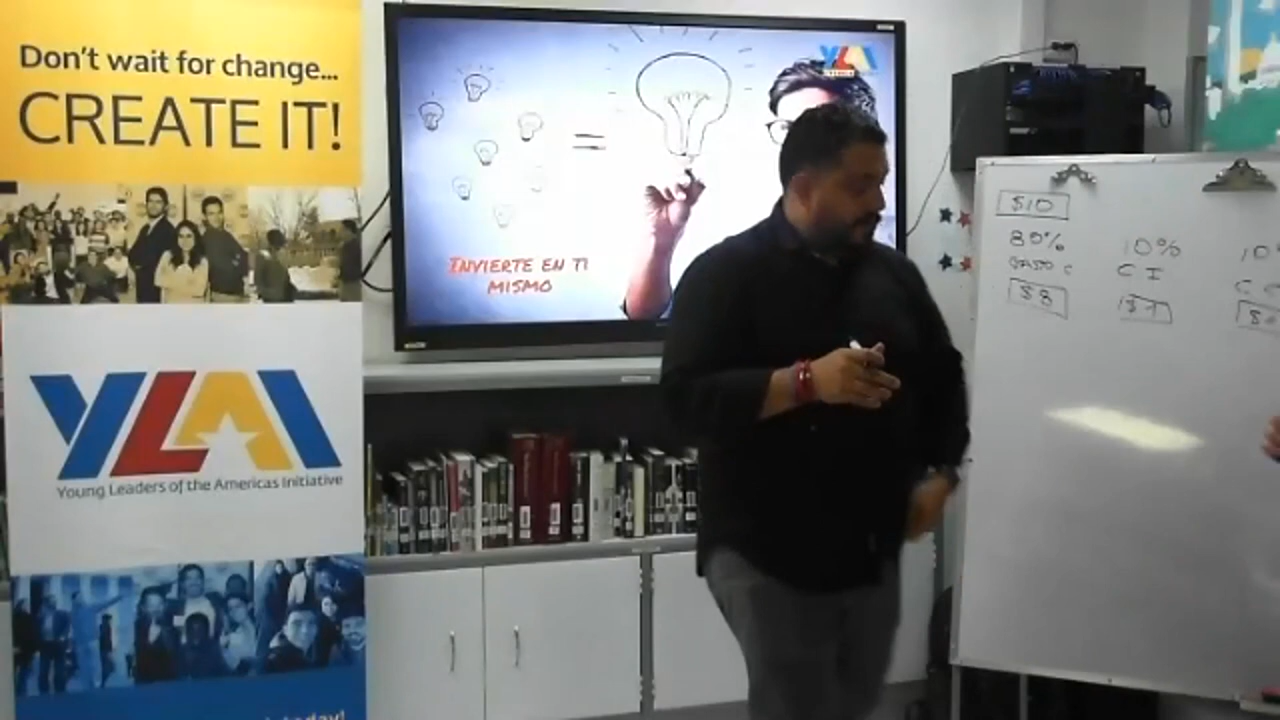 Don't wait for change...
CREATE IT!
YLAI
Young Leaders of the Americas Initiative
YLAI
INVIERTE EN TI
MISMO
$10
80%
$8
10%
CI
$1
10